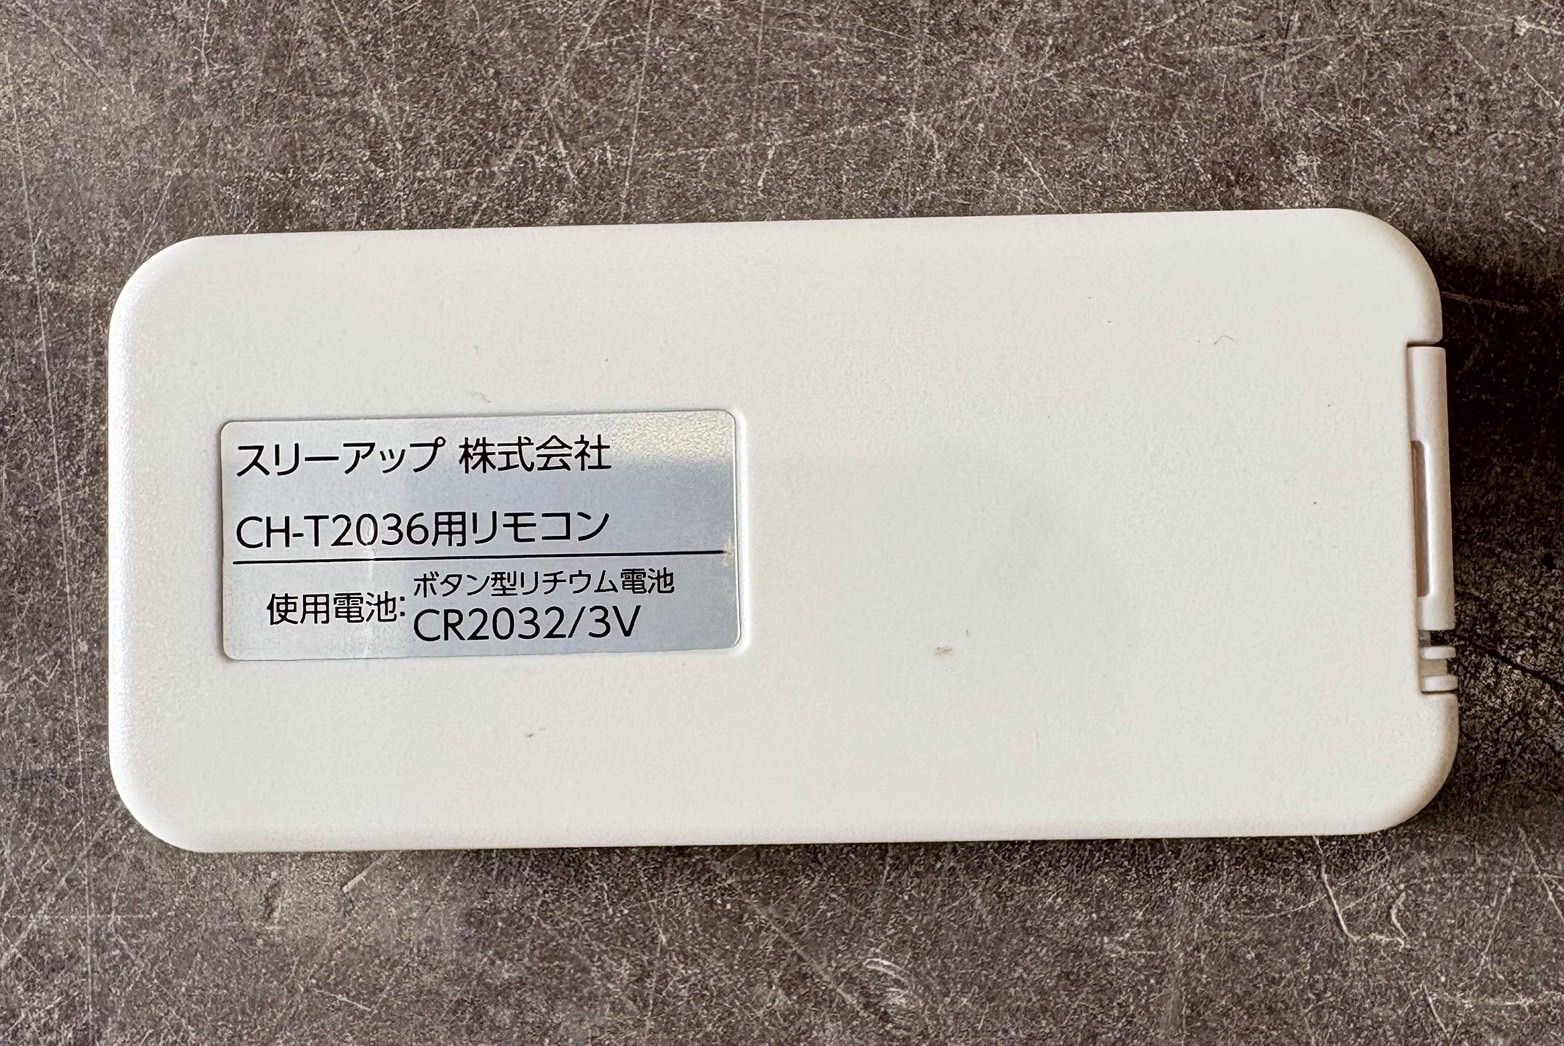 スリーアップ 株式会社
CH-T2036用リモコン
使用電池:ボタン型リチウム電池
CR2032/3V